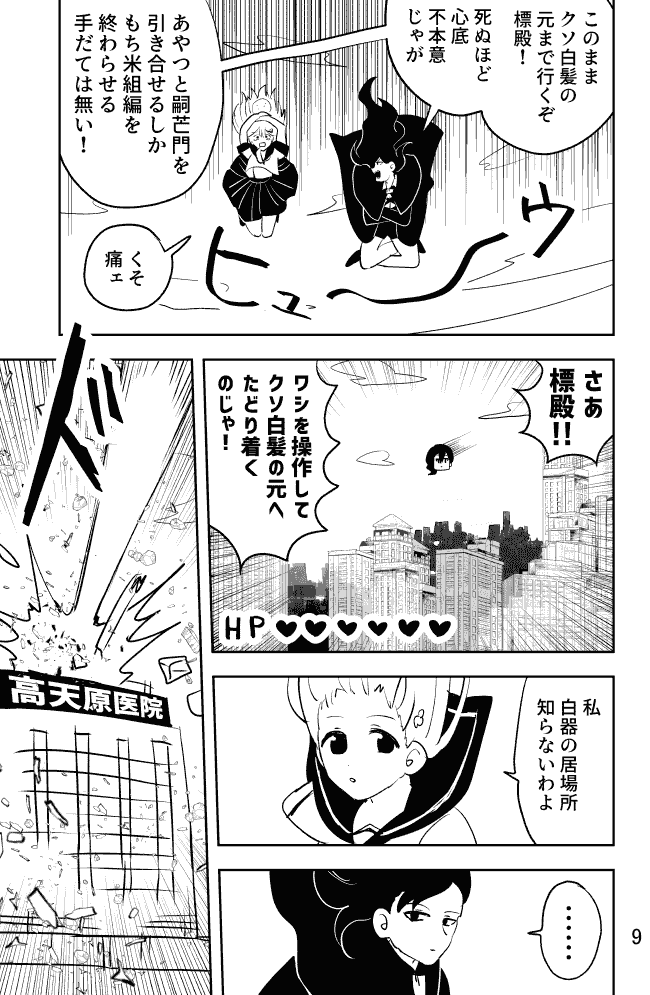 このまま
クソ白髪の
元まで行くぞ
標殿！
死ぬほど
心底
不本意
じゃが
あやつと嗣芒門を
引き合せるしか
もち米組編を
終わらせる
手だては無い！
くそ
痛ェ
ヒューゥ
さあ
標殿!!
ワシを操作して
クソ白髪の元へ
たどり着く
のじゃ！
HP♥♥♥♥♥♥
私
白器の居場所
知らないわよ
……
ドズ
高天原医院
9